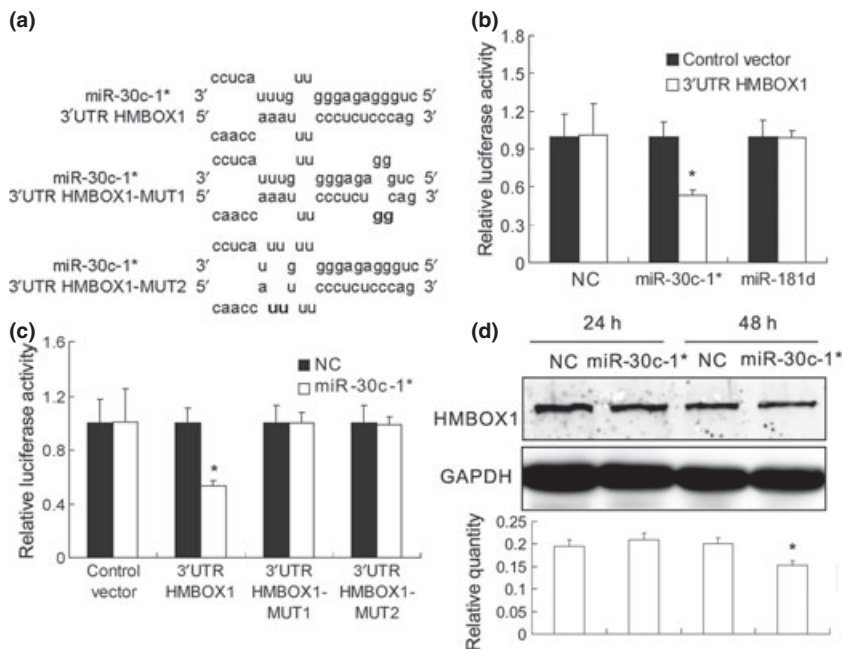 (a)
ccuca uu
miR-30c-1* 3′ uuug gggagagggguc 5′
3′UTR HMBOX1 5′ aaau cccucucccag 3′
caacc uu
ccuca uu gg
miR-30c-1* 3′ uuug gggaga guc 5′
3′UTR HMBOX1-MUT1 5′ aaau cccucu cag 3′
caacc uu gg
ccuca uu uu
miR-30c-1* 3′ u g gggagagggguc 5′
3′UTR HMBOX1-MUT2 5′ a u cccucucccag 3′
caacc uu uu
(b)
Relative luciferase activity
1.8
1.5
1.2
0.9
0.6
0.3
0
Control vector
3′UTR HMBOX1
*
NC miR-30c-1* miR-181d
(c)
Relative luciferase activity
1.6
1.2
0.8
0.4
0
NC
miR-30c-1*
*
Control vector
3′UTR HMBOX1
3′UTR HMBOX1-MUT1
3′UTR HMBOX1-MUT2
(d)
24 h 48 h
NC miR-30c-1* NC miR-30c-1*
HMBOX1
GAPDH
Relative quantity
0.25
0.2
0.15
0.1
0.05
0
*